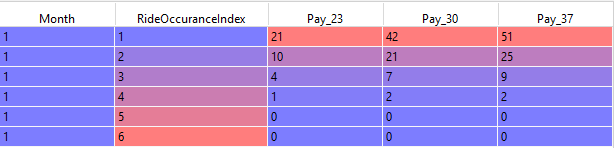 Month RideOccuranceIndex Pay_23 Pay_30 Pay_37
1 1 21 42 51
1 2 10 21 25
1 3 4 7 9
1 4 1 2 2
1 5 0 0 0
1 6 0 0 0